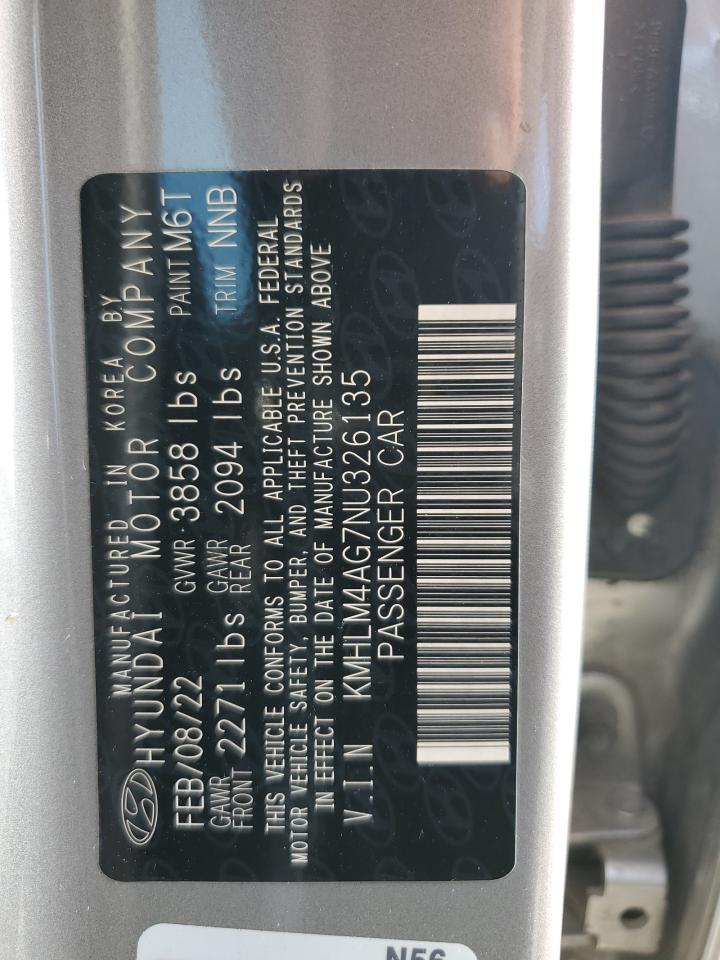 MANUFACTURED IN KOREA BY
HYUNDAI MOTOR COMPANY
FEB/08/22 GVWR 3858 lbs PAINT M6T
GAWR FRONT 2271 lbs GAWR REAR 2094 lbs TRIM NNB
THIS VEHICLE CONFORMS TO ALL APPLICABLE U.S.A. FEDERAL
MOTOR VEHICLE SAFETY, BUMPER, AND THEFT PREVENTION STANDARDS
IN EFFECT ON THE DATE OF MANUFACTURE SHOWN ABOVE
V.I.N KMHLM4AG7NU326135
PASSENGER CAR
N56